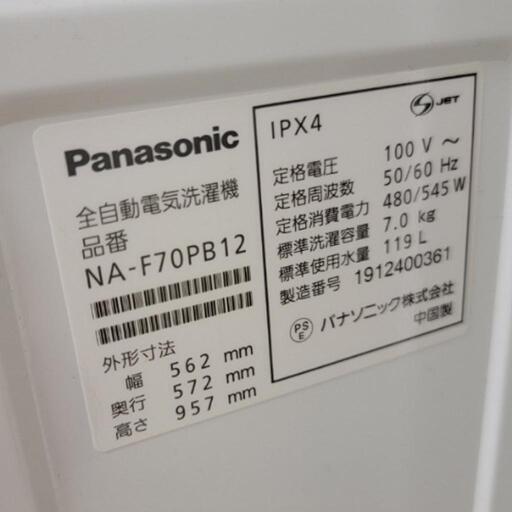 Panasonic
全自動電気洗濯機
品番
NA-F70PB12
外形寸法
幅 562 mm
奥行 572 mm
高さ 957 mm
IPX4
S JET
定格電圧 100 V ~
定格周波数 50/60 Hz
定格消費電力 480/545 W
標準洗濯容量 7.0 kg
標準使用水量 119 L
製造番号 1912400361
PS
E
パナソニック株式会社
中国製